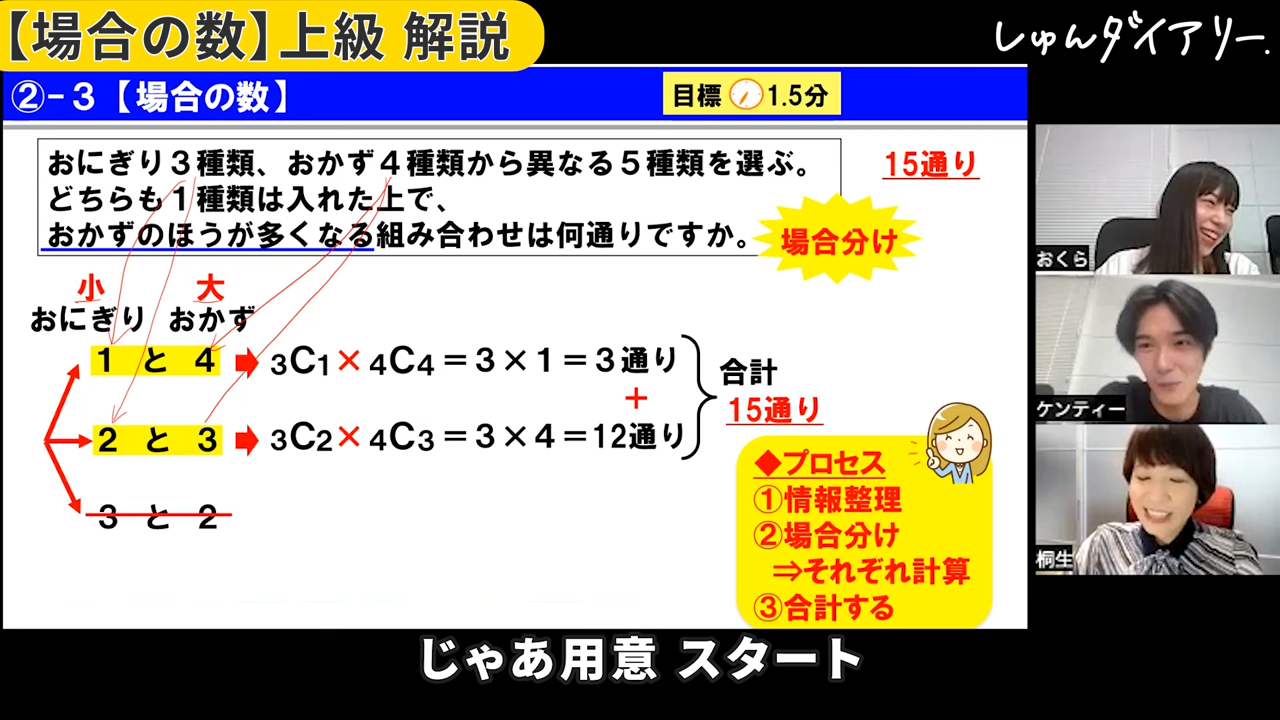 【場合の数】上級 解説
しゅんダイアリー.
②-3【場合の数】
目標 1.5分
おにぎり3種類、おかず4種類から異なる5種類を選ぶ。
どちらも1種類は入れた上で、
おかずのほうが多くなる組み合わせは何通りですか。
15通り
場合分け
小 大
おにぎり おかず
1 と 4 3C1×4C4=3×1=3通り
+
2 と 3 3C2×4C3=3×4=12通り
3 と 2
合計
15通り
◆プロセス
①情報整理
②場合分け
⇒それぞれ計算
③合計する
おくら
ケンティー
桐生
じゃあ用意 スタート